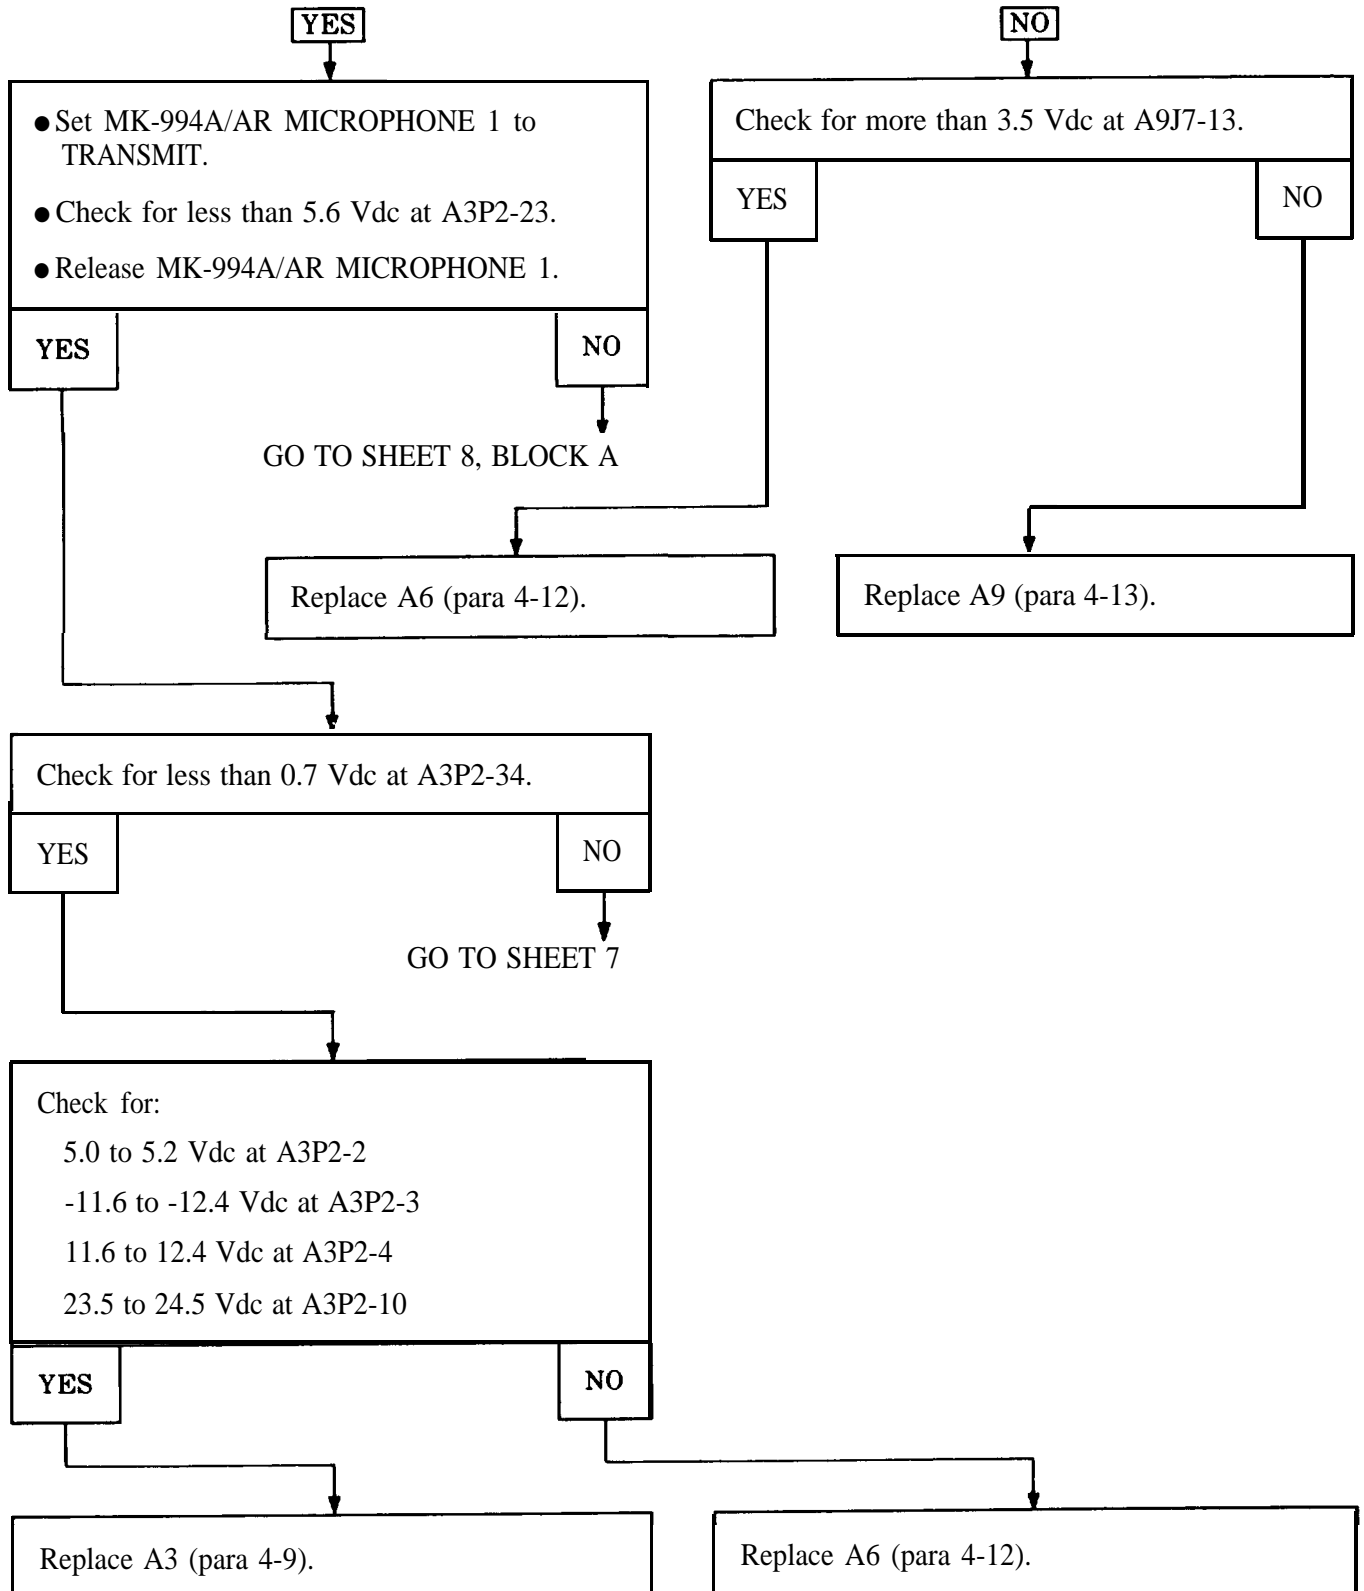 YES
NO
● Set MK-994A/AR MICROPHONE 1 to
TRANSMIT.
● Check for less than 5.6 Vdc at A3P2-23.
● Release MK-994A/AR MICROPHONE 1.
YES
NO
GO TO SHEET 8, BLOCK A
Check for more than 3.5 Vdc at A9J7-13.
YES
NO
Replace A6 (para 4-12).
Replace A9 (para 4-13).
Check for less than 0.7 Vdc at A3P2-34.
YES
NO
GO TO SHEET 7
Check for:
5.0 to 5.2 Vdc at A3P2-2
-11.6 to -12.4 Vdc at A3P2-3
11.6 to 12.4 Vdc at A3P2-4
23.5 to 24.5 Vdc at A3P2-10
YES
NO
Replace A3 (para 4-9).
Replace A6 (para 4-12).